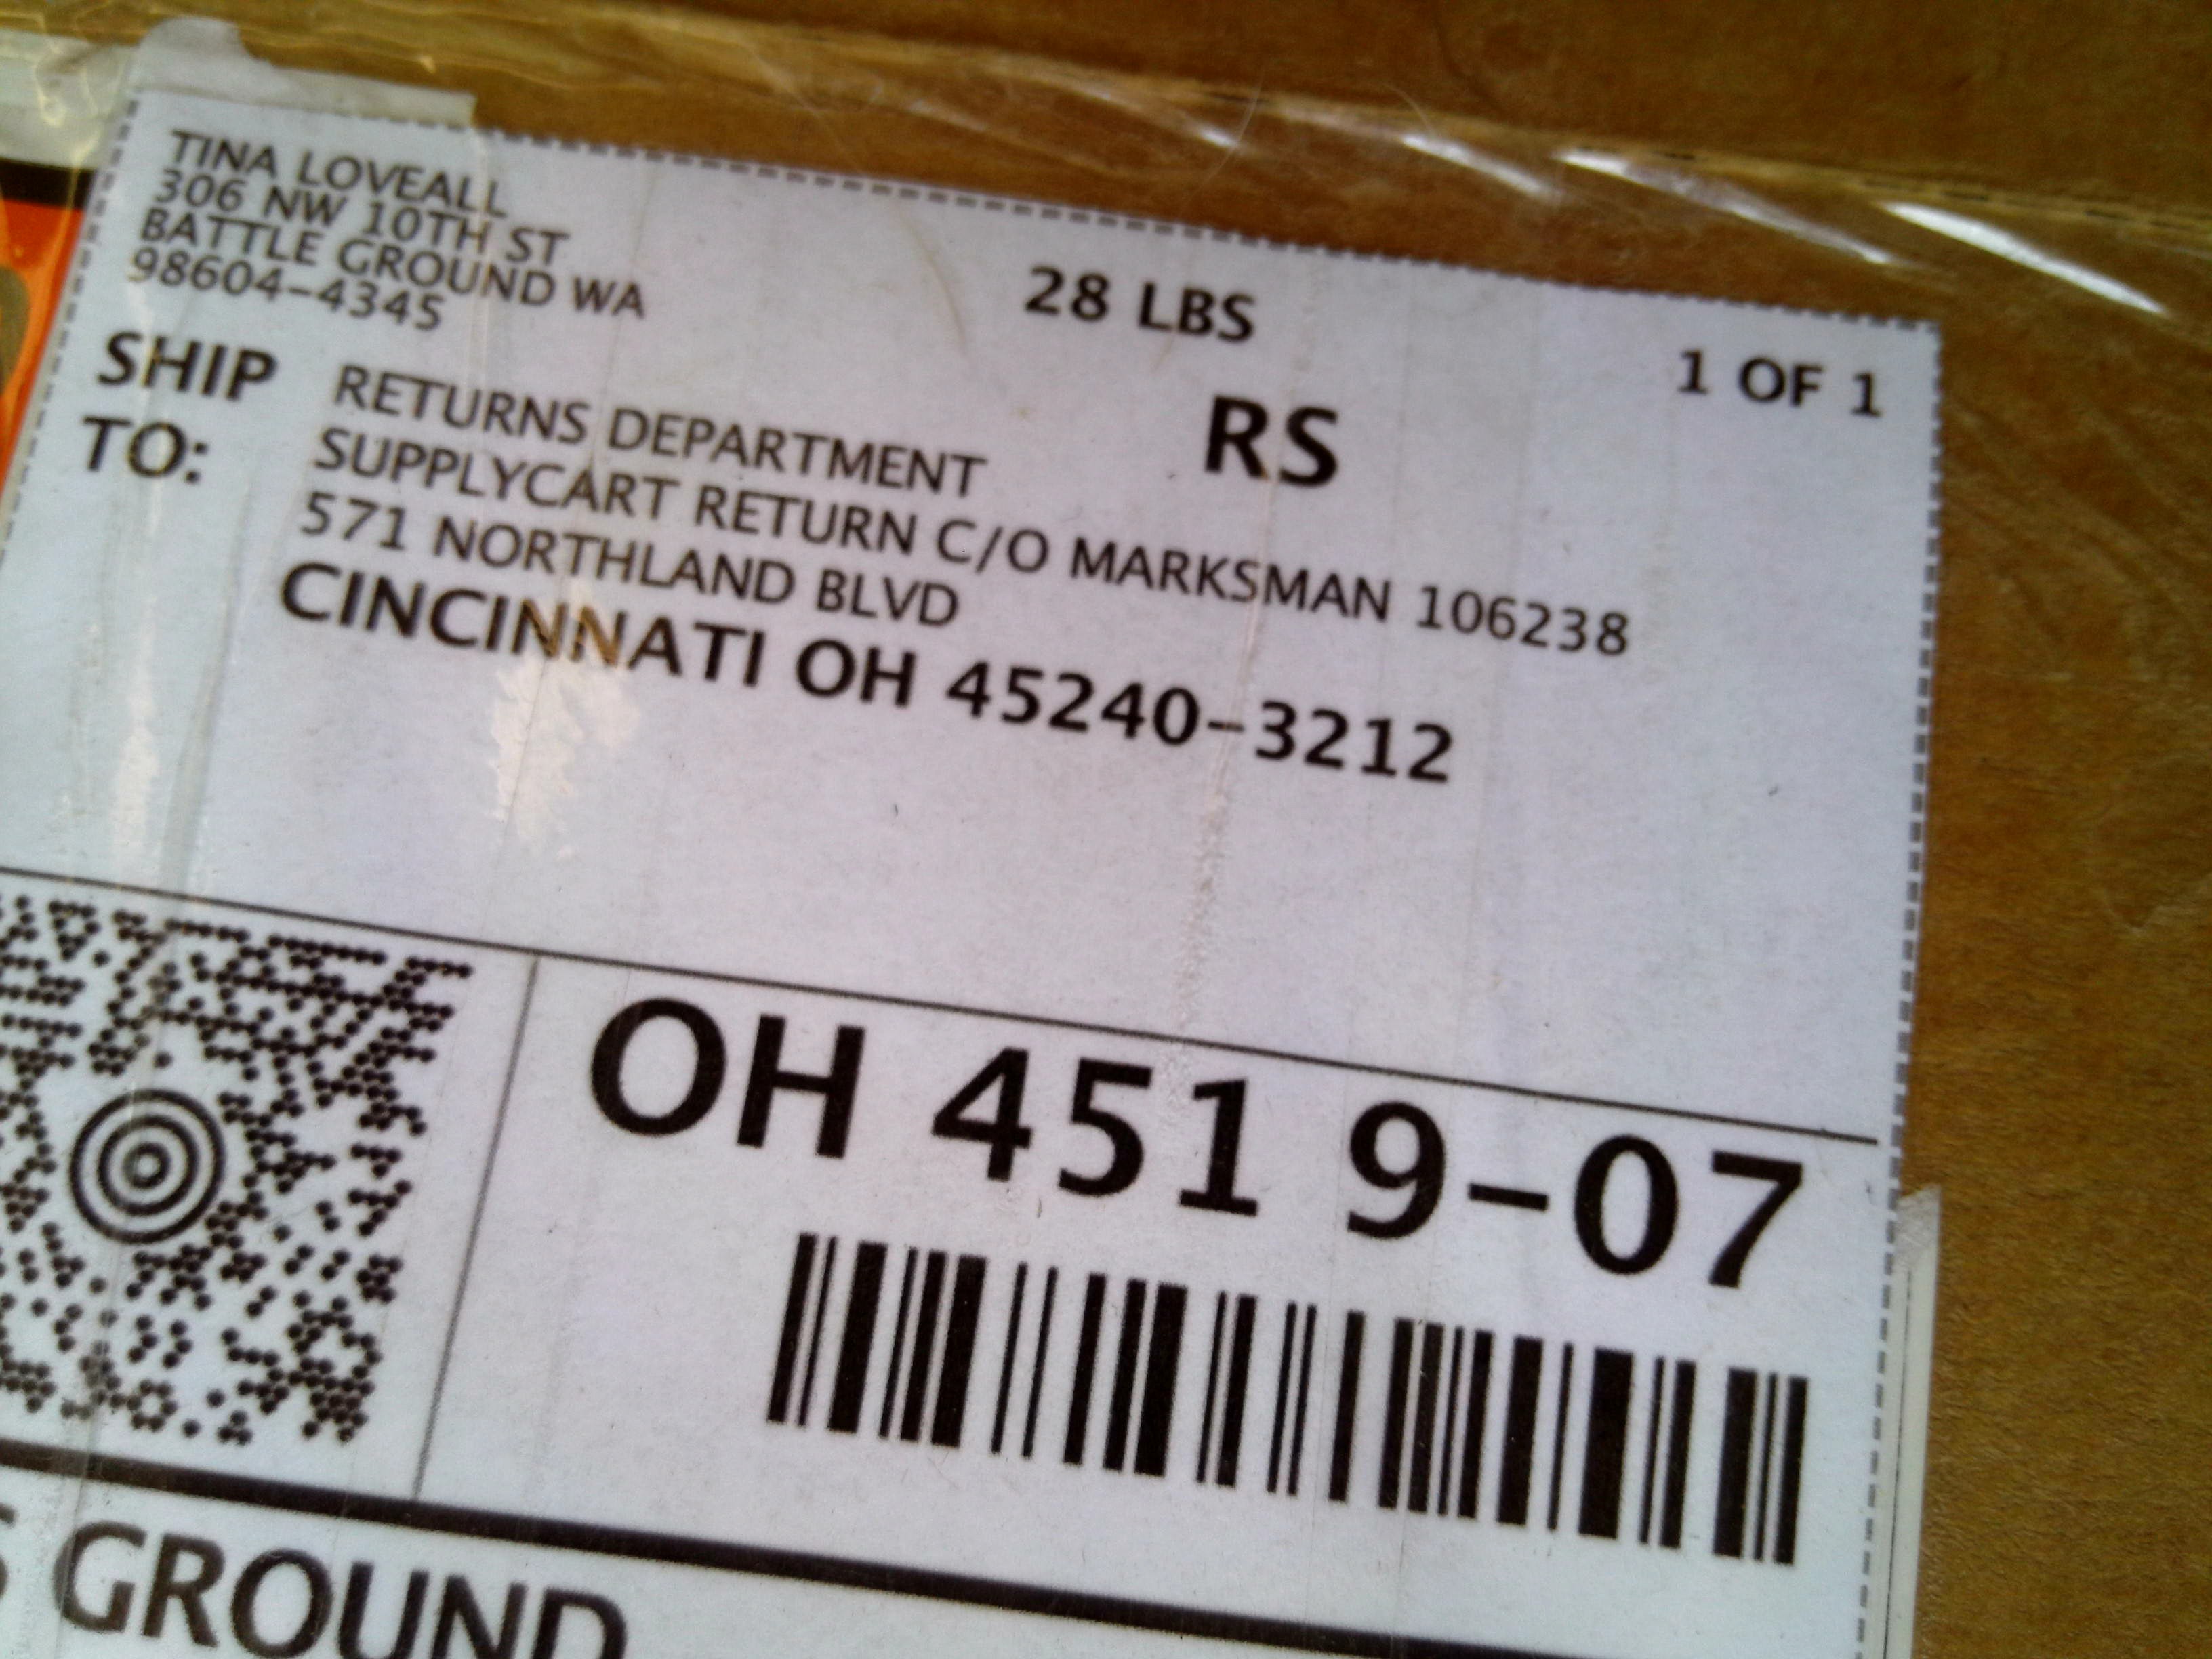 TINA LOVEALL
306 NW 10TH ST
BATTLE GROUND WA
98604-4345
28 LBS
1 OF 1
RS
SHIP
TO:
RETURNS DEPARTMENT
SUPPLYCART RETURN C/O MARKSMAN 106238
571 NORTHLAND BLVD
CINCINNATI OH 45240-3212
OH 451 9-07
GROUND